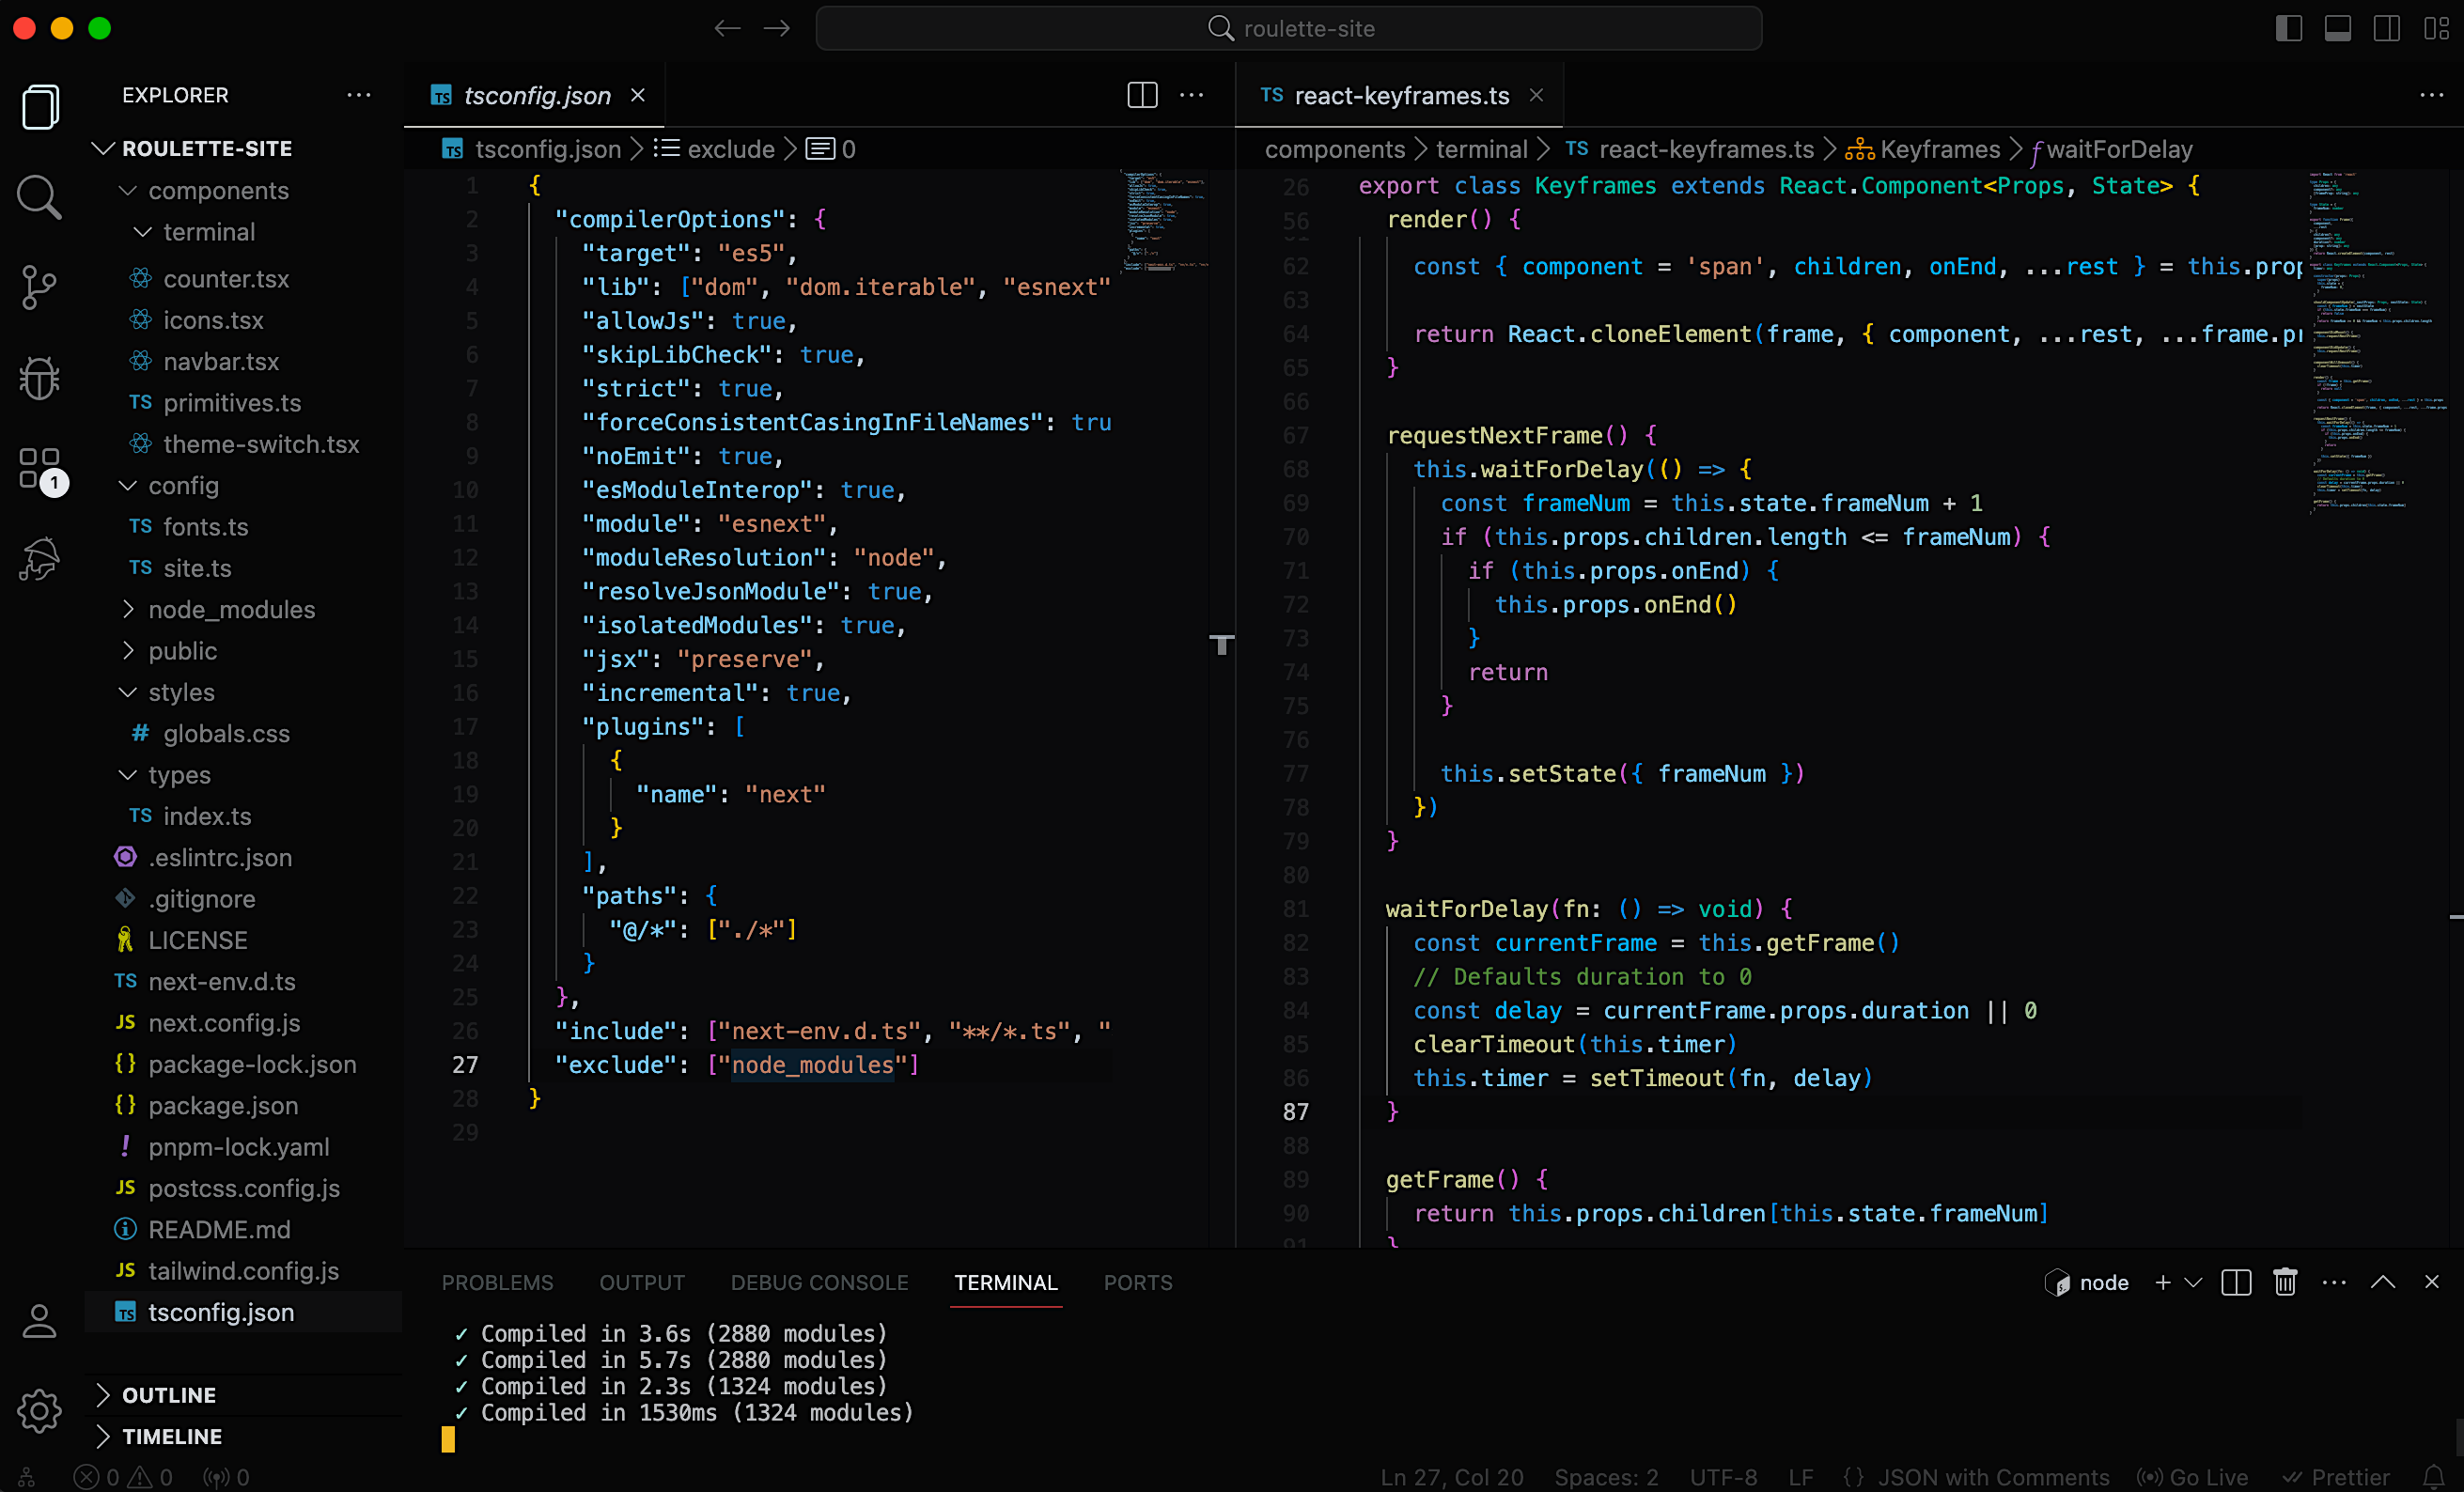 roulette-site
EXPLORER
ROULETTE-SITE
components
terminal
counter.tsx
icons.tsx
navbar.tsx
TS primitives.ts
theme-switch.tsx
config
TS fonts.ts
TS site.ts
node_modules
public
styles
# globals.css
types
TS index.ts
.eslintrc.json
.gitignore
LICENSE
TS next-env.d.ts
JS next.config.js
{} package-lock.json
{} package.json
! pnpm-lock.yaml
JS postcss.config.js
README.md
JS tailwind.config.js
TS tsconfig.json
OUTLINE
TIMELINE
1
TS tsconfig.json
TS tsconfig.json > exclude > 0
1 {
2 "compilerOptions": {
3 "target": "es5",
4 "lib": ["dom", "dom.iterable", "esnext"
5 "allowJs": true,
6 "skipLibCheck": true,
7 "strict": true,
8 "forceConsistentCasingInFileNames": tru
9 "noEmit": true,
10 "esModuleInterop": true,
11 "module": "esnext",
12 "moduleResolution": "node",
13 "resolveJsonModule": true,
14 "isolatedModules": true,
15 "jsx": "preserve",
16 "incremental": true,
17 "plugins": [
18 {
19 "name": "next"
20 }
21 ],
22 "paths": {
23 "@/*": ["./*"]
24 }
25 },
26 "include": ["next-env.d.ts", "**/*.ts", "
27 "exclude": ["node_modules"]
28 }
29
TS react-keyframes.ts
components > terminal > TS react-keyframes.ts > Keyframes > waitForDelay
26 export class Keyframes extends React.Component<Props, State> {
56 render() {
62 const { component = 'span', children, onEnd, ...rest } = this.prop
63
64 return React.cloneElement(frame, { component, ...rest, ...frame.pr
65 }
66
67 requestNextFrame() {
68 this.waitForDelay(() => {
69 const frameNum = this.state.frameNum + 1
70 if (this.props.children.length <= frameNum) {
71 if (this.props.onEnd) {
72 this.props.onEnd()
73 }
74 return
75 }
76
77 this.setState({ frameNum })
78 })
79 }
80
81 waitForDelay(fn: () => void) {
82 const currentFrame = this.getFrame()
83 // Defaults duration to 0
84 const delay = currentFrame.props.duration || 0
85 clearTimeout(this.timer)
86 this.timer = setTimeout(fn, delay)
87 }
88
89 getFrame() {
90 return this.props.children[this.state.frameNum]
91 }
PROBLEMS OUTPUT DEBUG CONSOLE TERMINAL PORTS
node
✓ Compiled in 3.6s (2880 modules)
✓ Compiled in 5.7s (2880 modules)
✓ Compiled in 2.3s (1324 modules)
✓ Compiled in 1530ms (1324 modules)
0 0 0
Ln 27, Col 20 Spaces: 2 UTF-8 LF {} JSON with Comments Go Live Prettier